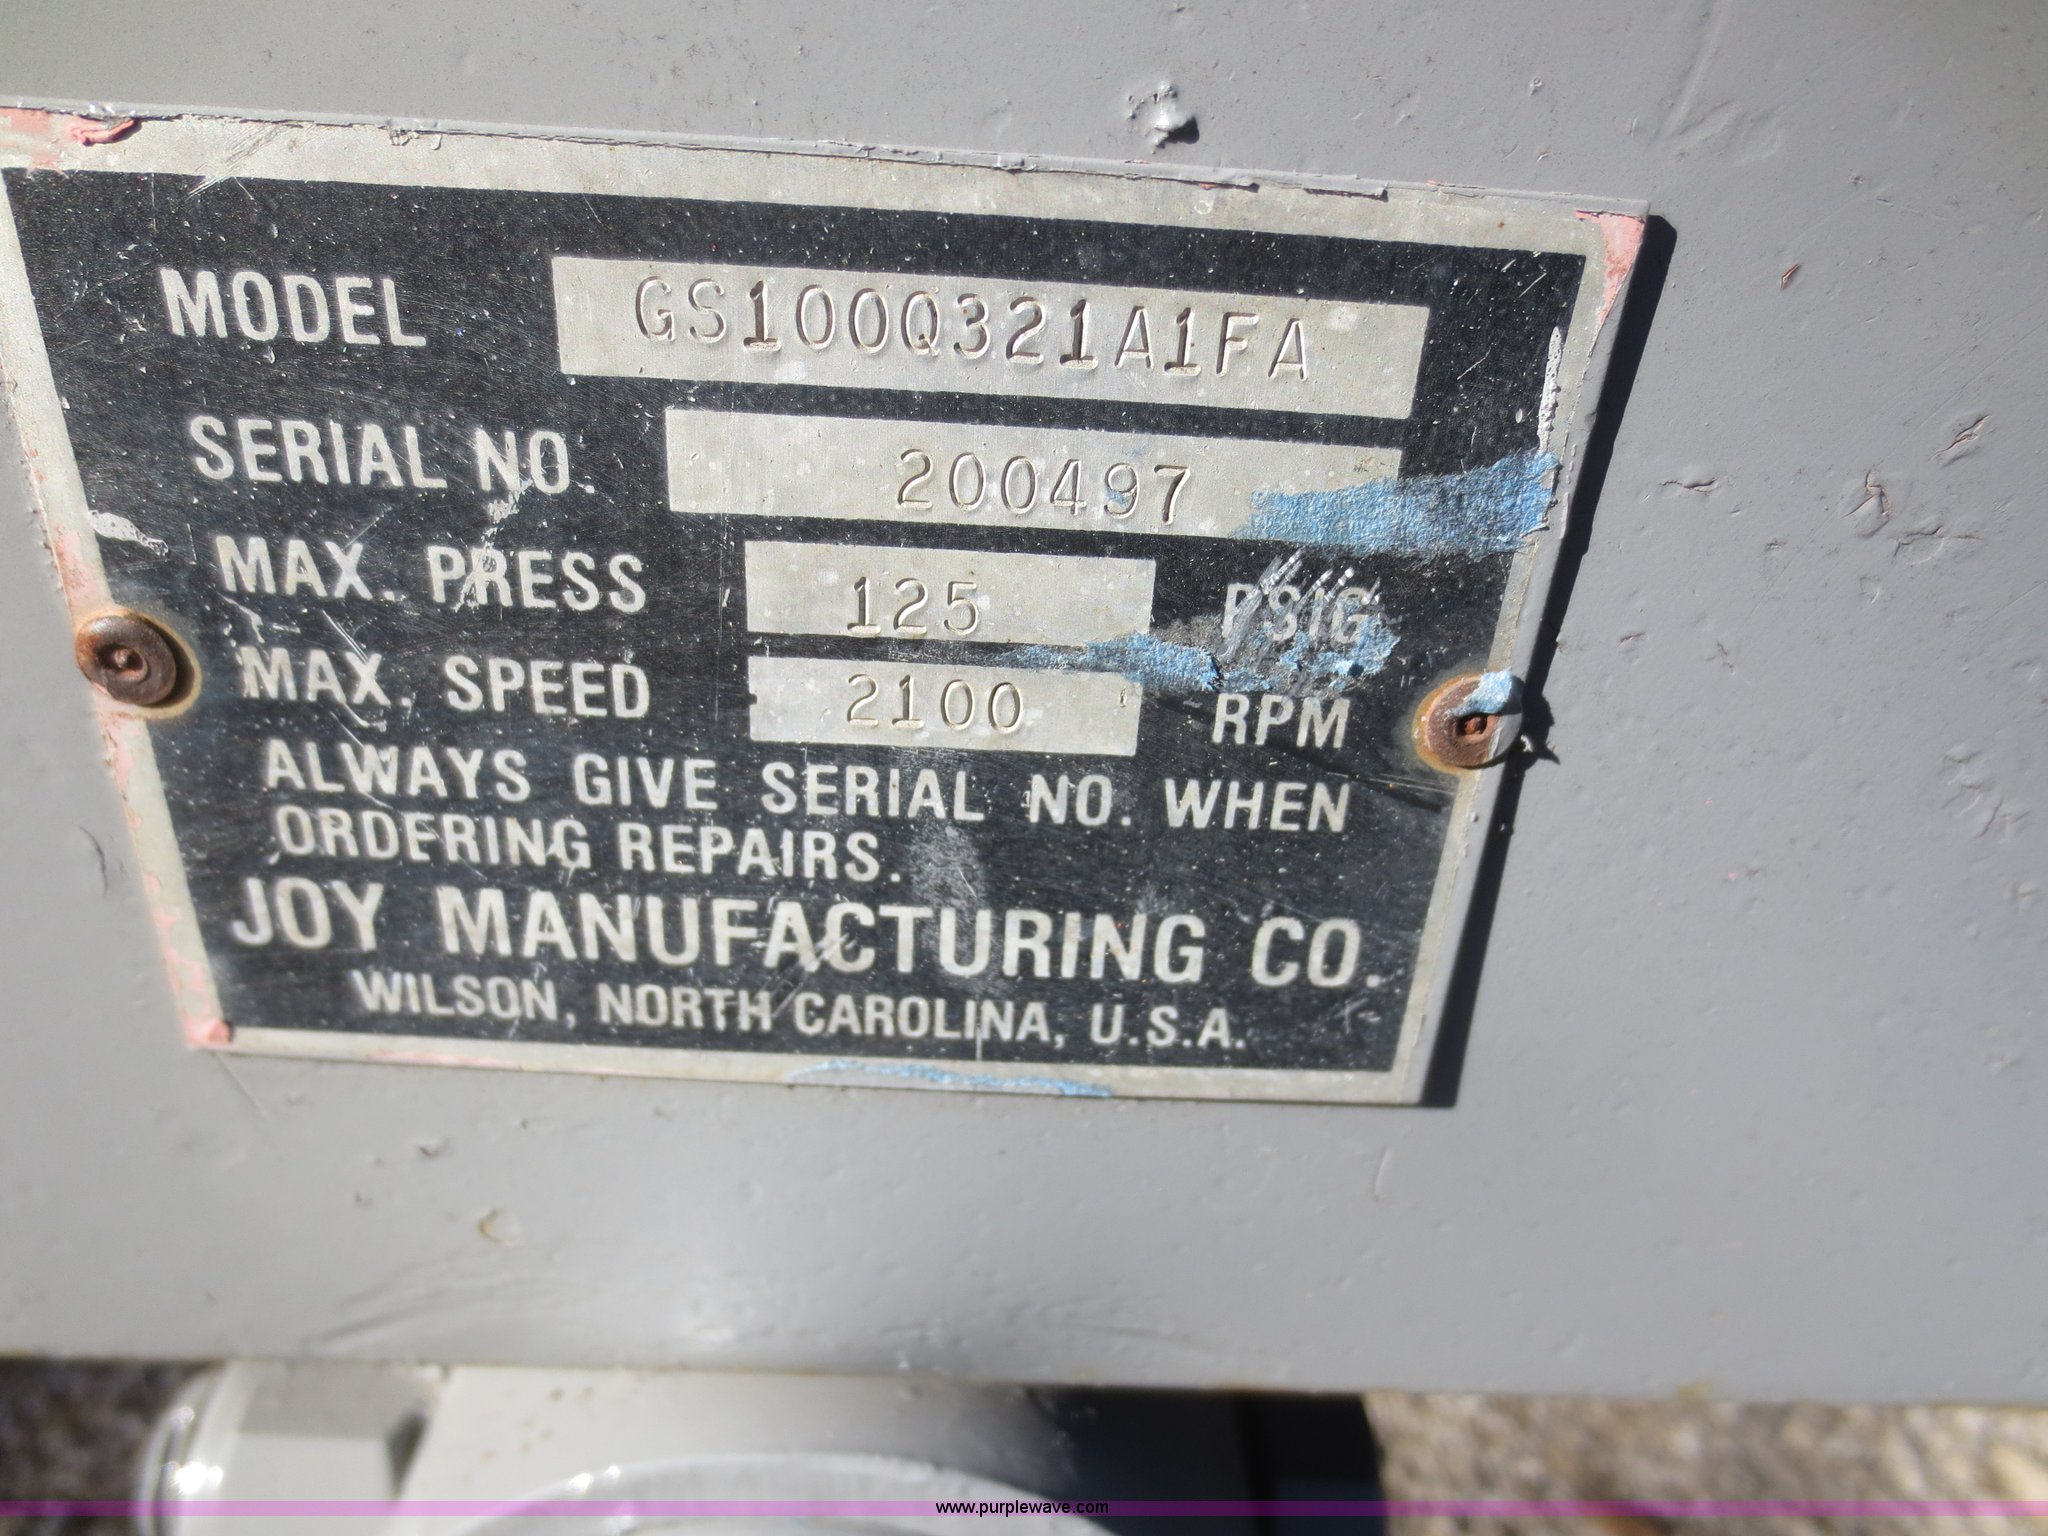 MODEL GS100Q321A1FA
SERIAL NO. 200497
MAX. PRESS 125 PSIG
MAX. SPEED 2100 RPM
ALWAYS GIVE SERIAL NO. WHEN
ORDERING REPAIRS.
JOY MANUFACTURING CO.
WILSON, NORTH CAROLINA, U.S.A.
www.purplewave.com